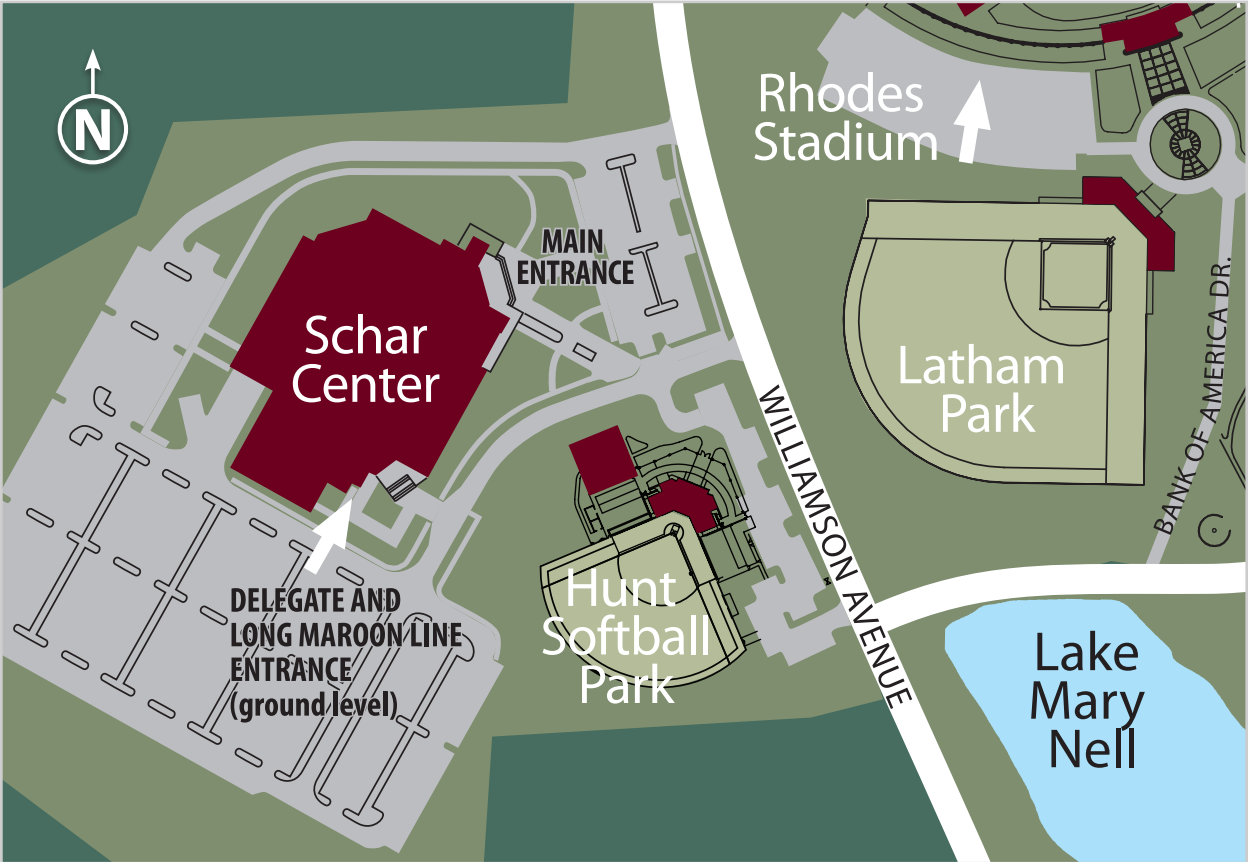 N
Rhodes
Stadium
MAIN
ENTRANCE
Schar
Center
Latham
Park
BANK OF AMERICA DR.
WILLIAMSON AVENUE
DELEGATE AND
LONG MAROON LINE
ENTRANCE
(ground level)
Hunt
Softball
Park
Lake
Mary
Nell